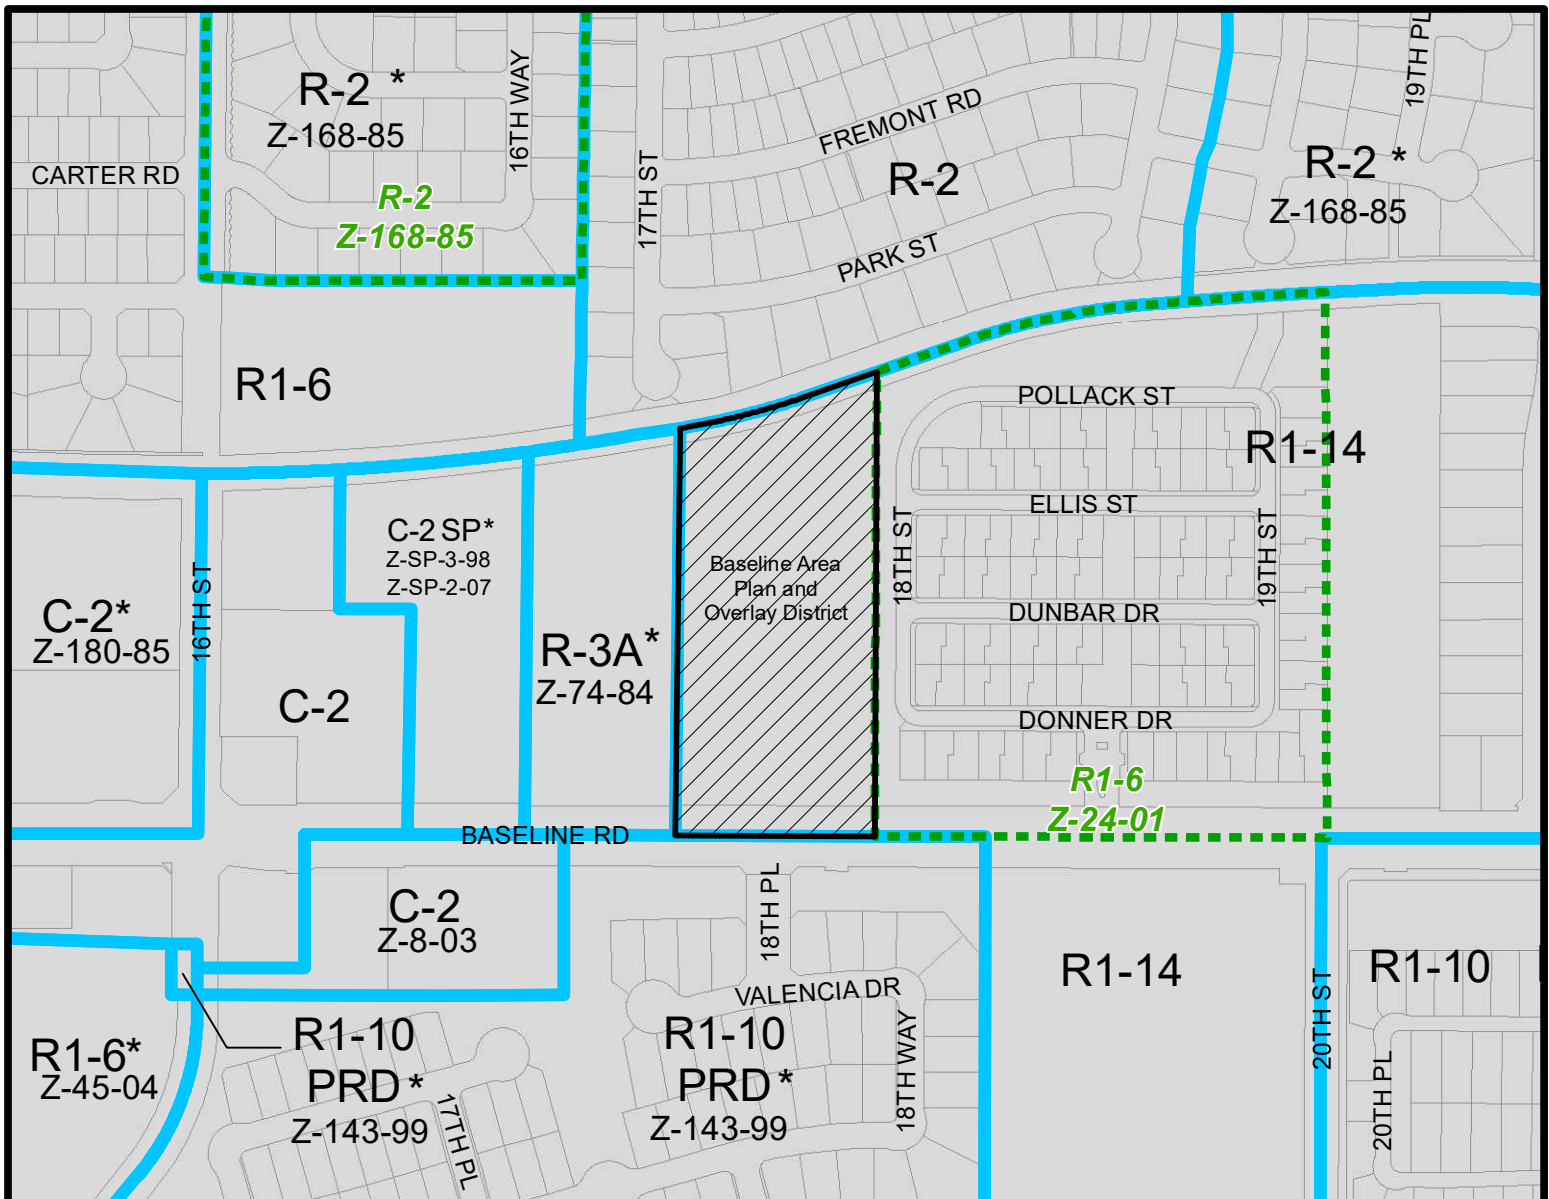 19TH PL
R-2 *
Z-168-85
16TH WAY
FREMONT RD
CARTER RD
R-2
Z-168-85
17TH ST
R-2
R-2 *
Z-168-85
PARK ST
R1-6
POLLACK ST
R1-14
ELLIS ST
C-2 SP*
Z-SP-3-98
Z-SP-2-07
18TH ST
19TH ST
Baseline Area
Plan and
Overlay District
DUNBAR DR
C-2*
Z-180-85
16TH ST
R-3A*
Z-74-84
C-2
DONNER DR
R1-6
Z-24-01
BASELINE RD
C-2
Z-8-03
18TH PL
R1-14
R1-10
VALENCIA DR
20TH ST
R1-6*
Z-45-04
R1-10
PRD *
Z-143-99
17TH PL
R1-10
PRD *
Z-143-99
18TH WAY
20TH PL